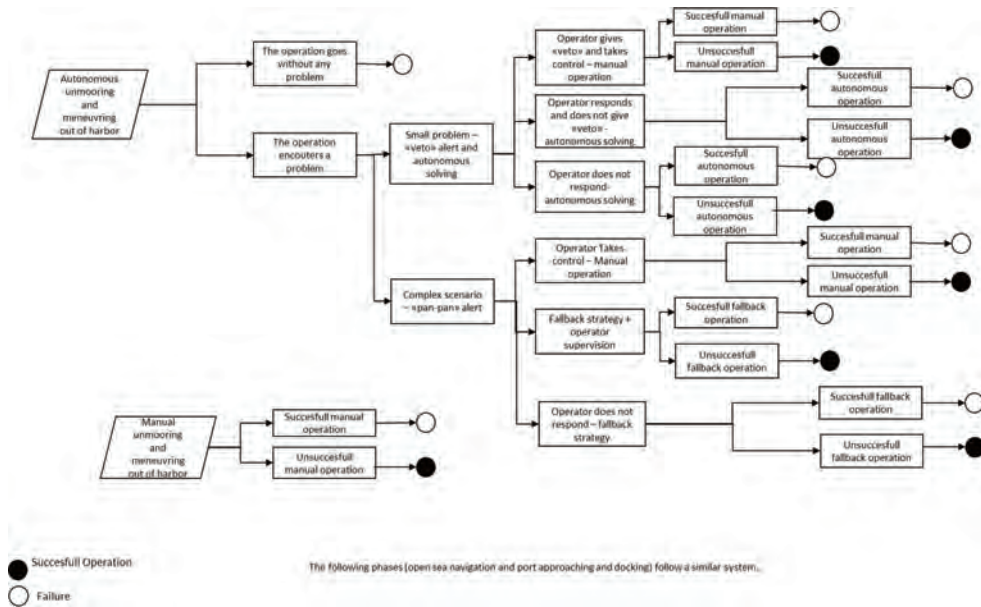 Autonomous
unmooring
and
meneuvring
out of harbor
The operation goes
without any
problem
The operation
encouters a
problem
Small problem –
«veto» alert and
autonomous
solving
Complex scenario
– «pan-pan» alert
Operator gives
«veto» and takes
control – manual
operation
Operator responds
and does not give
«veto» -
autonomous solving
Operator does not
respond-
autonomous solving
Operator Takes
control – Manual
operation
Fallback strategy +
operator
supervision
Operator does not
respond – fallback
strategy
Succesfull manual
operation
Unsuccesfull
manual operation
Succesfull
autonomous
operation
Unsuccesfull
autonomous
operation
Succesfull
autonomous
operation
Unsuccesfull
autonomous
operation
Succesfull manual
operation
Unsuccesfull
manual operation
Succesfull fallback
operation
Unsuccesfull
fallback operation
Succesfull fallback
operation
Unsuccesfull
fallback operation
Manual
unmooring
and
meneuvring
out of harbor
Succesfull manual
operation
Unsuccesfull
manual operation
Succesfull Operation
Failure
The following phases (open sea navigation and port approaching and docking) follow a similar system.